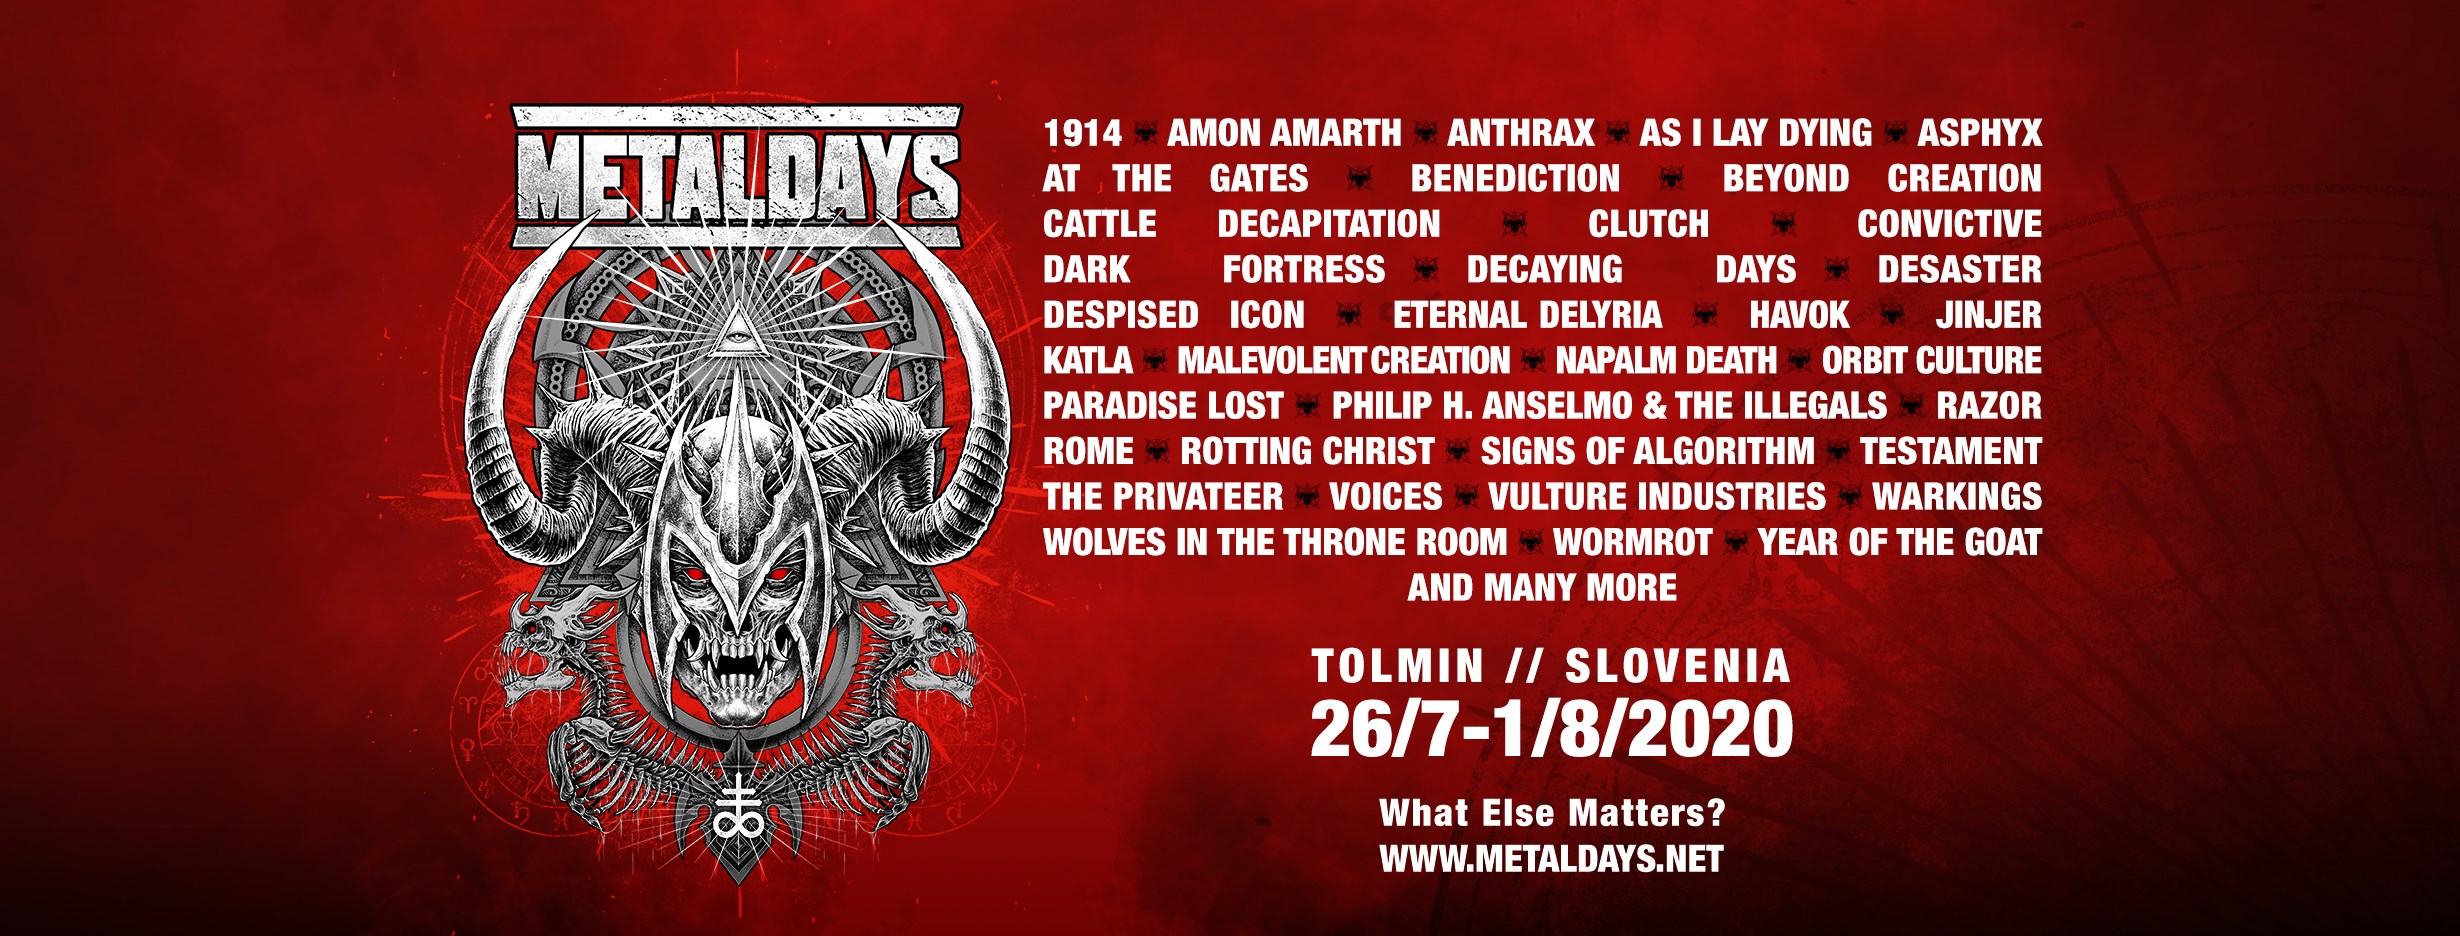 METALDAYS
1914 AMON AMARTH ANTHRAX AS I LAY DYING ASPHYX
AT THE GATES BENEDICTION BEYOND CREATION
CATTLE DECAPITATION CLUTCH CONVICTIVE
DARK FORTRESS DECAYING DAYS DESASTER
DESPISED ICON ETERNAL DELYRIA HAVOK JINJER
KATLA MALEVOLENT CREATION NAPALM DEATH ORBIT CULTURE
PARADISE LOST PHILIP H. ANSELMO & THE ILLEGALS RAZOR
ROME ROTTING CHRIST SIGNS OF ALGORITHM TESTAMENT
THE PRIVATEER VOICES VULTURE INDUSTRIES WARKINGS
WOLVES IN THE THRONE ROOM WORMROT YEAR OF THE GOAT
AND MANY MORE
TOLMIN // SLOVENIA
26/7-1/8/2020
What Else Matters?
WWW.METALDAYS.NET